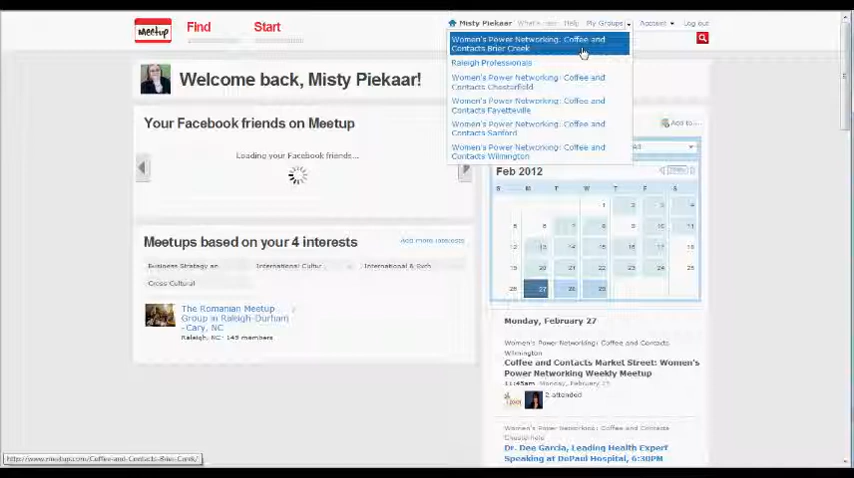 Meetup
Find
Start
Misty Piekaar What's new Help My Groups Account Log out
Women's Power Networking: Coffee and
Contacts Brier Creek
Raleigh Professionals
Women's Power Networking: Coffee and
Contacts Chesterfield
Women's Power Networking: Coffee and
Contacts Fayetteville
Women's Power Networking: Coffee and
Contacts Sanford
Women's Power Networking: Coffee and
Contacts Wilmington
Welcome back, Misty Piekaar!
Your Facebook friends on Meetup
Loading your Facebook friends...
Add to...
Feb 2012
S M T W T F S
1 2 3 4
5 6 7 8 9 10 11
12 13 14 15 16 17 18
19 20 21 22 23 24 25
26 27 28 29
Meetups based on your 4 interests
Add more interests
Business Strategy an
International Cultur
International & Exch
Cross Cultural
The Romanian Meetup
Group in Raleigh-Durham
-Cary, NC
Raleigh, NC - 145 members
Monday, February 27
Women's Power Networking: Coffee and Contacts
Wilmington
Coffee and Contacts Market Street: Women's
Power Networking Weekly Meetup
11:45am Monday, February
2 attended
Women's Power Networking: Coffee and Contacts
Chesterfield
Dr. Dee Garcia, Leading Health Expert
Speaking at DePaul Hospital, 6:30PM
http://www.meetup.com/Coffee-and-Contacts-Brier-Creek/